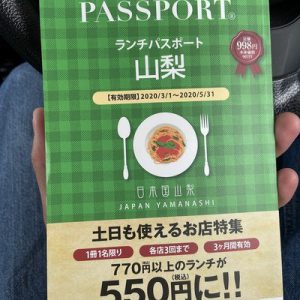 PASSPORT®
ランチパスポート
山梨
定価
998円
【有効期限】2020/3/1~2020/5/31
日本国山梨
JAPAN YAMANASHI
土日も使えるお店特集
1冊1名限り
各店3回まで
3ヶ月間有効
770円以上のランチが
550円(税込)に!!